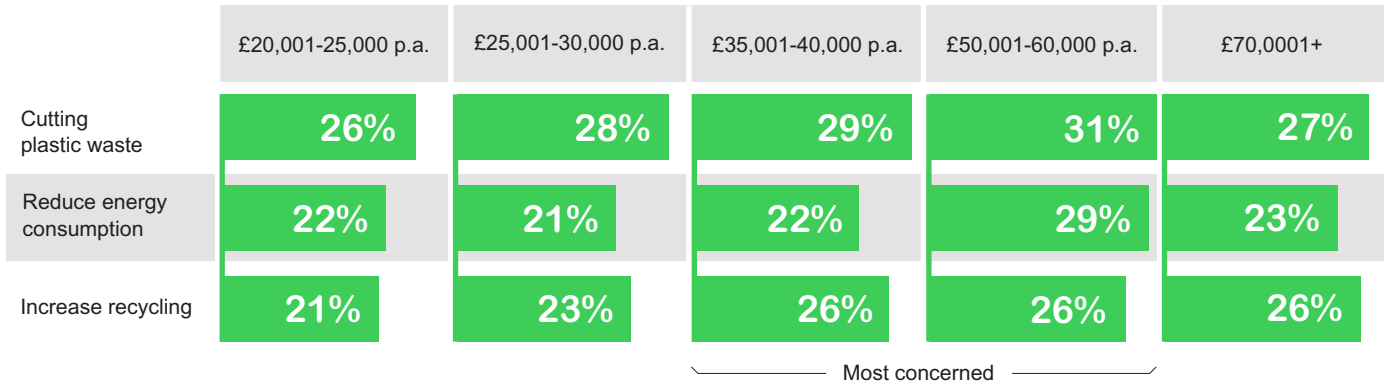 £20,001-25,000 p.a. £25,001-30,000 p.a. £35,001-40,000 p.a. £50,001-60,000 p.a. £70,0001+
Cutting
plastic waste
26% 28% 29% 31% 27%
Reduce energy
consumption
22% 21% 22% 29% 23%
Increase recycling
21% 23% 26% 26% 26%
Most concerned